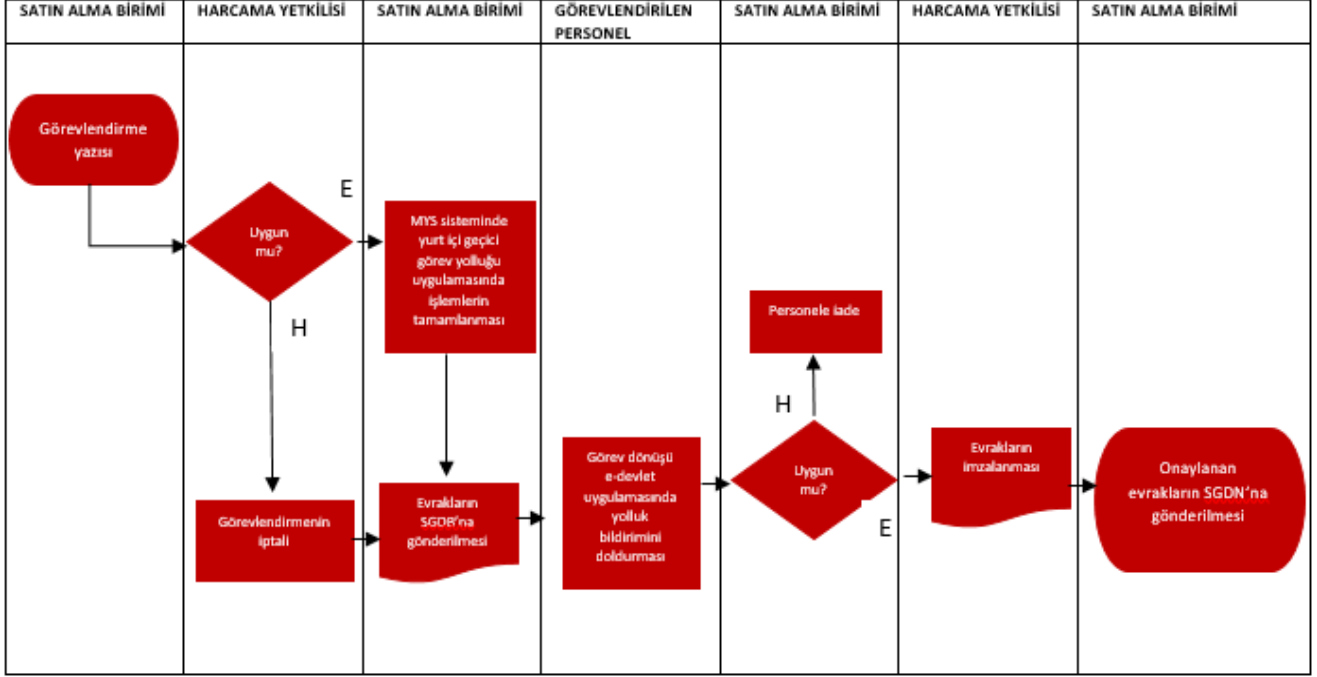 SATIN ALMA BİRİMİ
HARCAMA YETKİLİSİ
SATIN ALMA BİRİMİ
GÖREVLENDİRİLEN
PERSONEL
SATIN ALMA BİRİMİ
HARCAMA YETKİLİSİ
SATIN ALMA BİRİMİ
Görevlendirme
yazısı
Uygun
mu?
E
H
MYS sisteminde
yurt içi geçici
görev yolluğu
uygulamasında
işlemlerin
tamamlanması
Görevlendirmenin
iptali
Evrakların
SGDB'na
gönderilmesi
Görev dönüşü
e-devlet
uygulamasında
yolluk
bildirimini
doldurması
Personele iade
H
Uygun
mu?
E
Evrakların
imzalanması
Onaylanan
evrakların SGDN'na
gönderilmesi